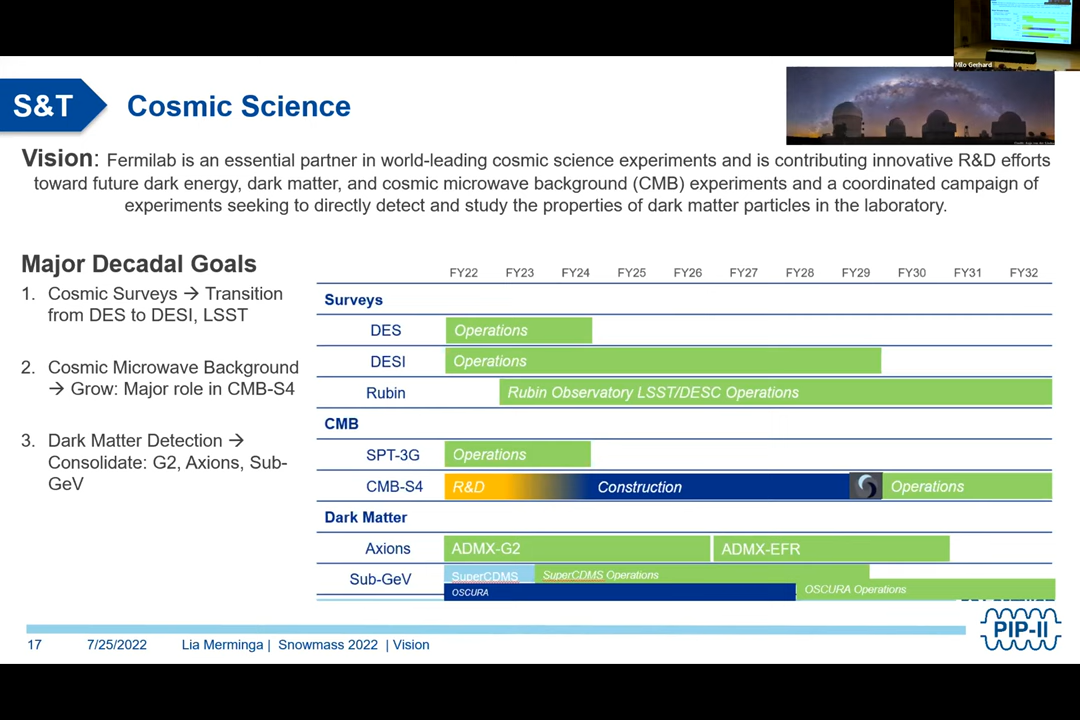 Milo Gerhard
S&T
Cosmic Science
Vision: Fermilab is an essential partner in world-leading cosmic science experiments and is contributing innovative R&D efforts
toward future dark energy, dark matter, and cosmic microwave background (CMB) experiments and a coordinated campaign of
experiments seeking to directly detect and study the properties of dark matter particles in the laboratory.
Major Decadal Goals
1. Cosmic Surveys → Transition
from DES to DESI, LSST
2. Cosmic Microwave Background
→ Grow: Major role in CMB-S4
3. Dark Matter Detection →
Consolidate: G2, Axions, Sub-
GeV
FY22 FY23 FY24 FY25 FY26 FY27 FY28 FY29 FY30 FY31 FY32
Surveys
DES Operations
DESI Operations
Rubin Rubin Observatory LSST/DESC Operations
CMB
SPT-3G Operations
CMB-S4 R&D Construction Operations
Dark Matter
Axions ADMX-G2 ADMX-EFR
Sub-GeV SuperCDMS SuperCDMS Operations
OSCURA OSCURA Operations
17 7/25/2022 Lia Merminga | Snowmass 2022 | Vision
PIP-II